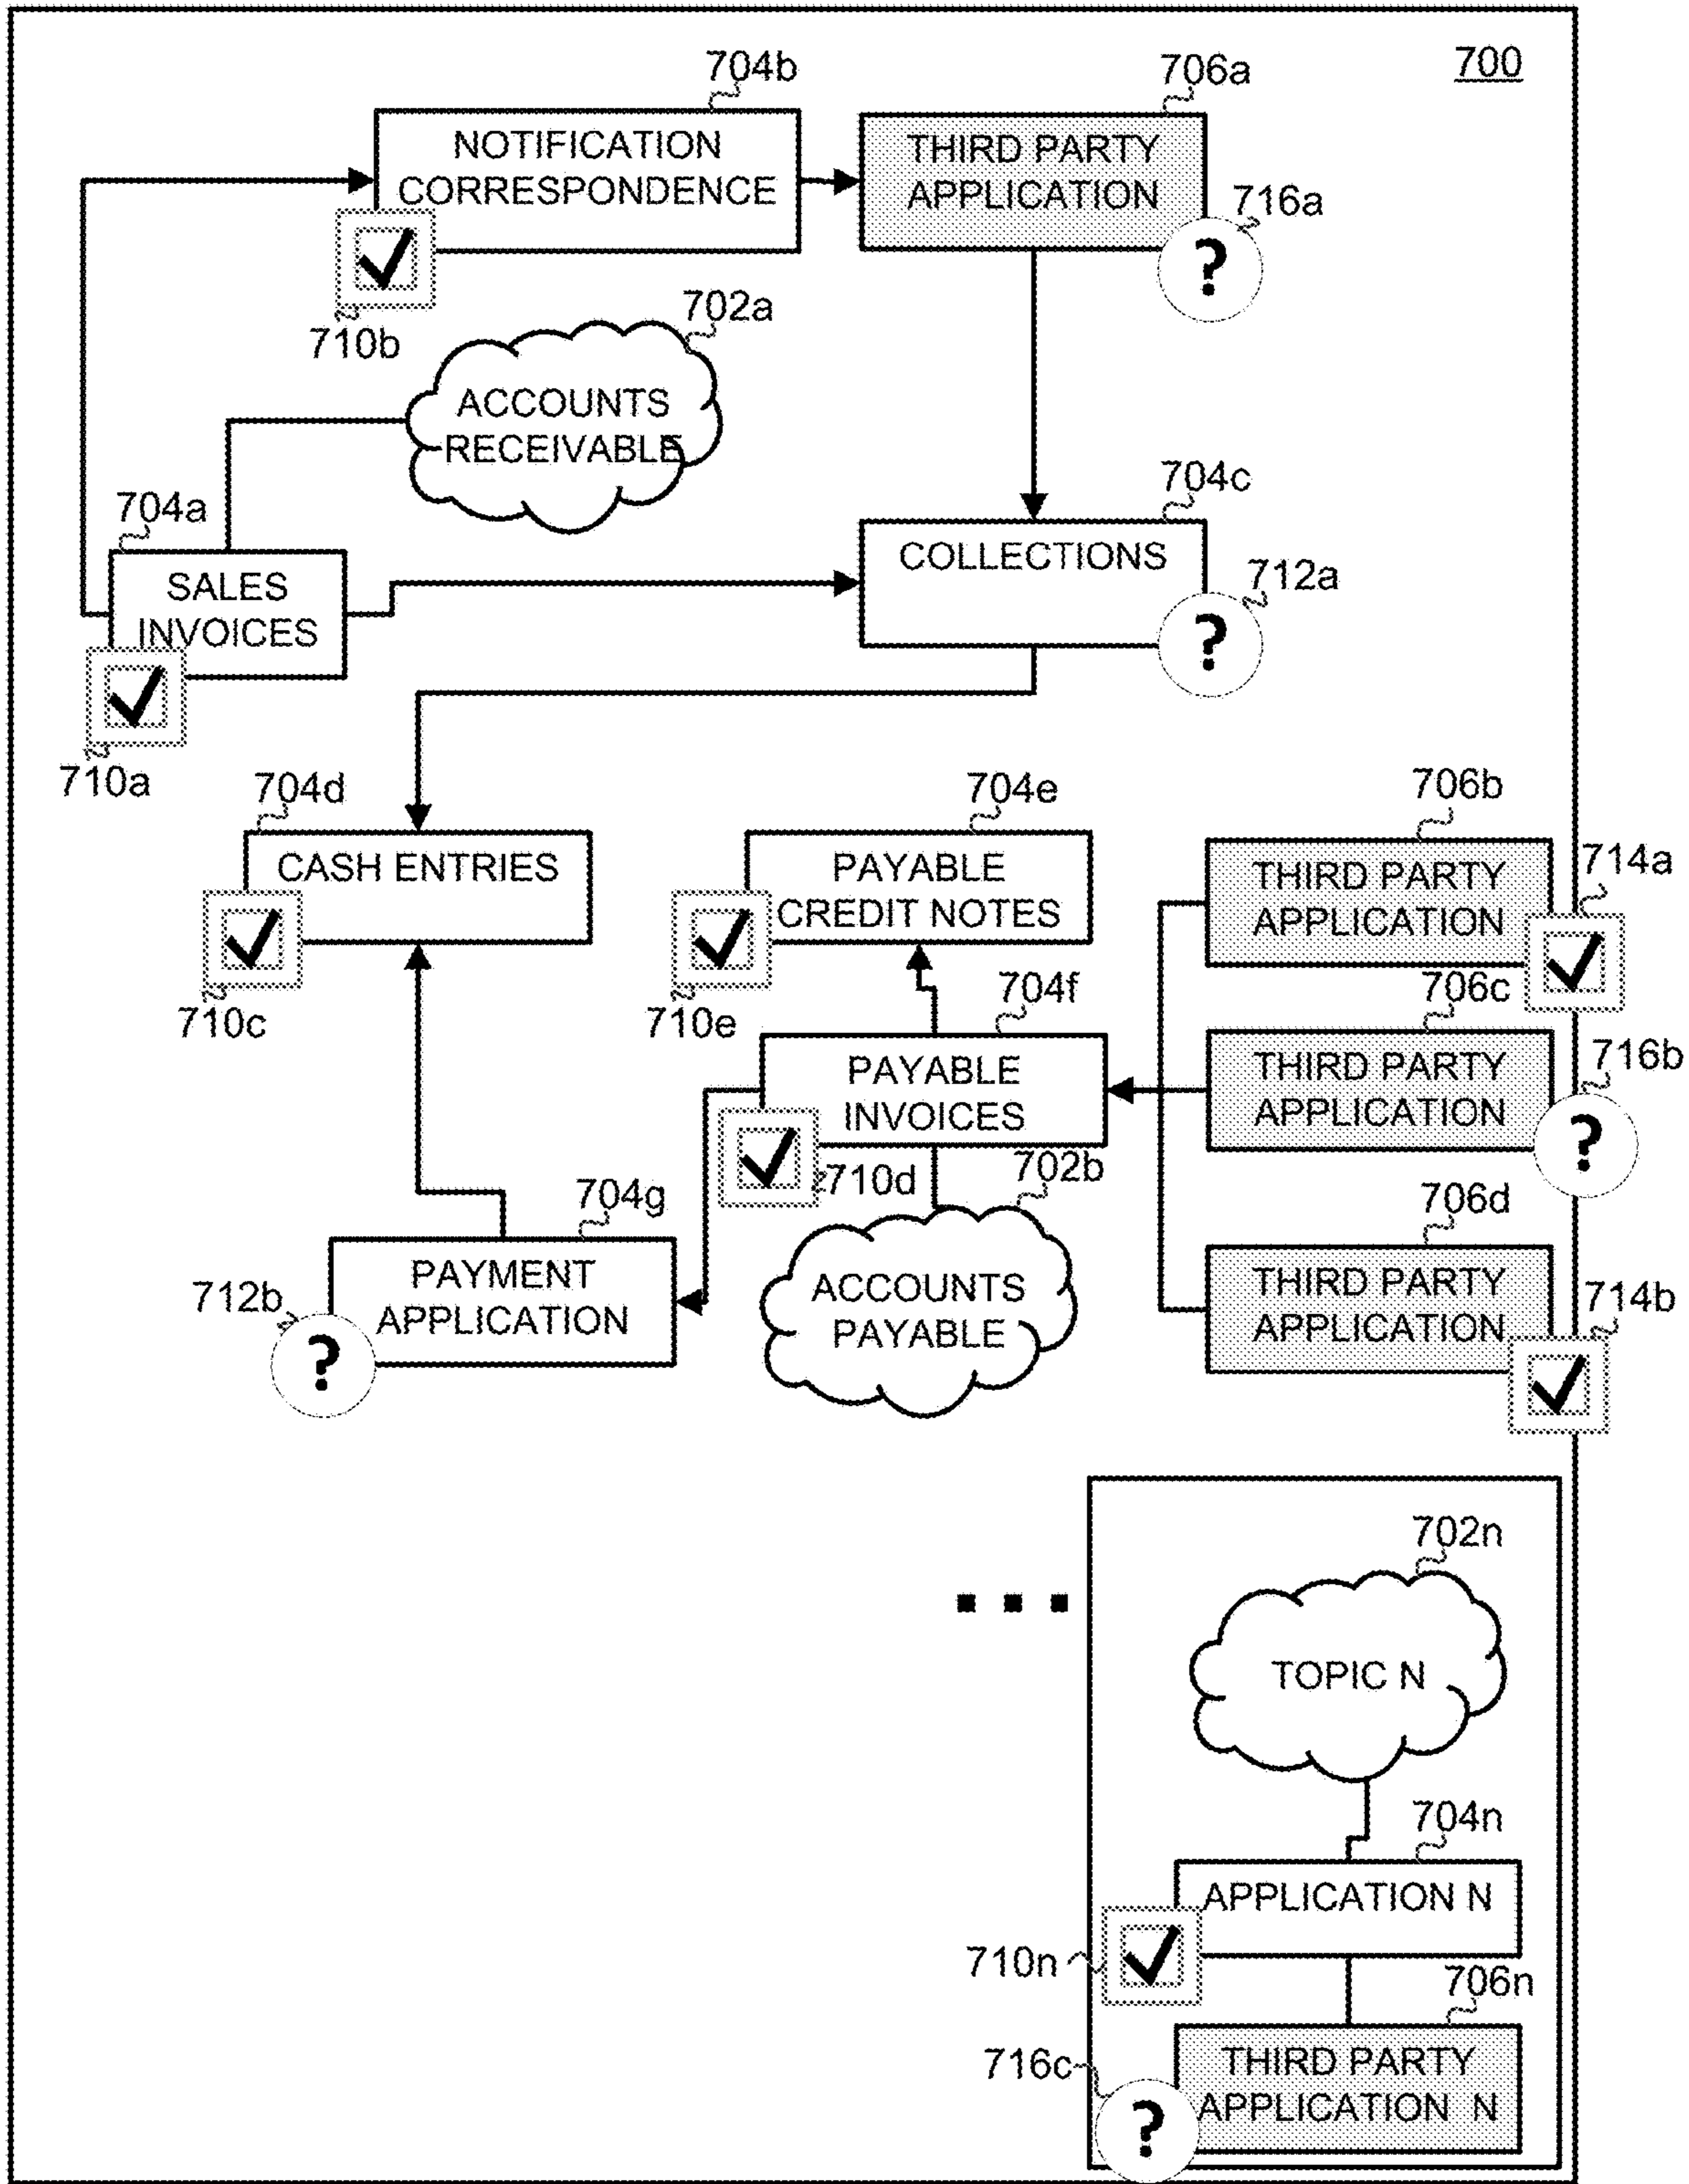 700
704b
706a
NOTIFICATION
CORRESPONDENCE
THIRD PARTY
APPLICATION
716a
?
710b
702a
ACCOUNTS
RECEIVABLE
704a
704c
SALES
INVOICES
COLLECTIONS
712a
?
710a
704d
704e
706b
CASH ENTRIES
PAYABLE
CREDIT NOTES
THIRD PARTY
APPLICATION
714a
710c
710e
704f
706c
PAYABLE
INVOICES
THIRD PARTY
APPLICATION
716b
?
710d
702b
704g
706d
PAYMENT
APPLICATION
712b
?
ACCOUNTS
PAYABLE
THIRD PARTY
APPLICATION
714b
702n
...
TOPIC N
704n
APPLICATION N
710n
706n
716c
THIRD PARTY
APPLICATION N
?